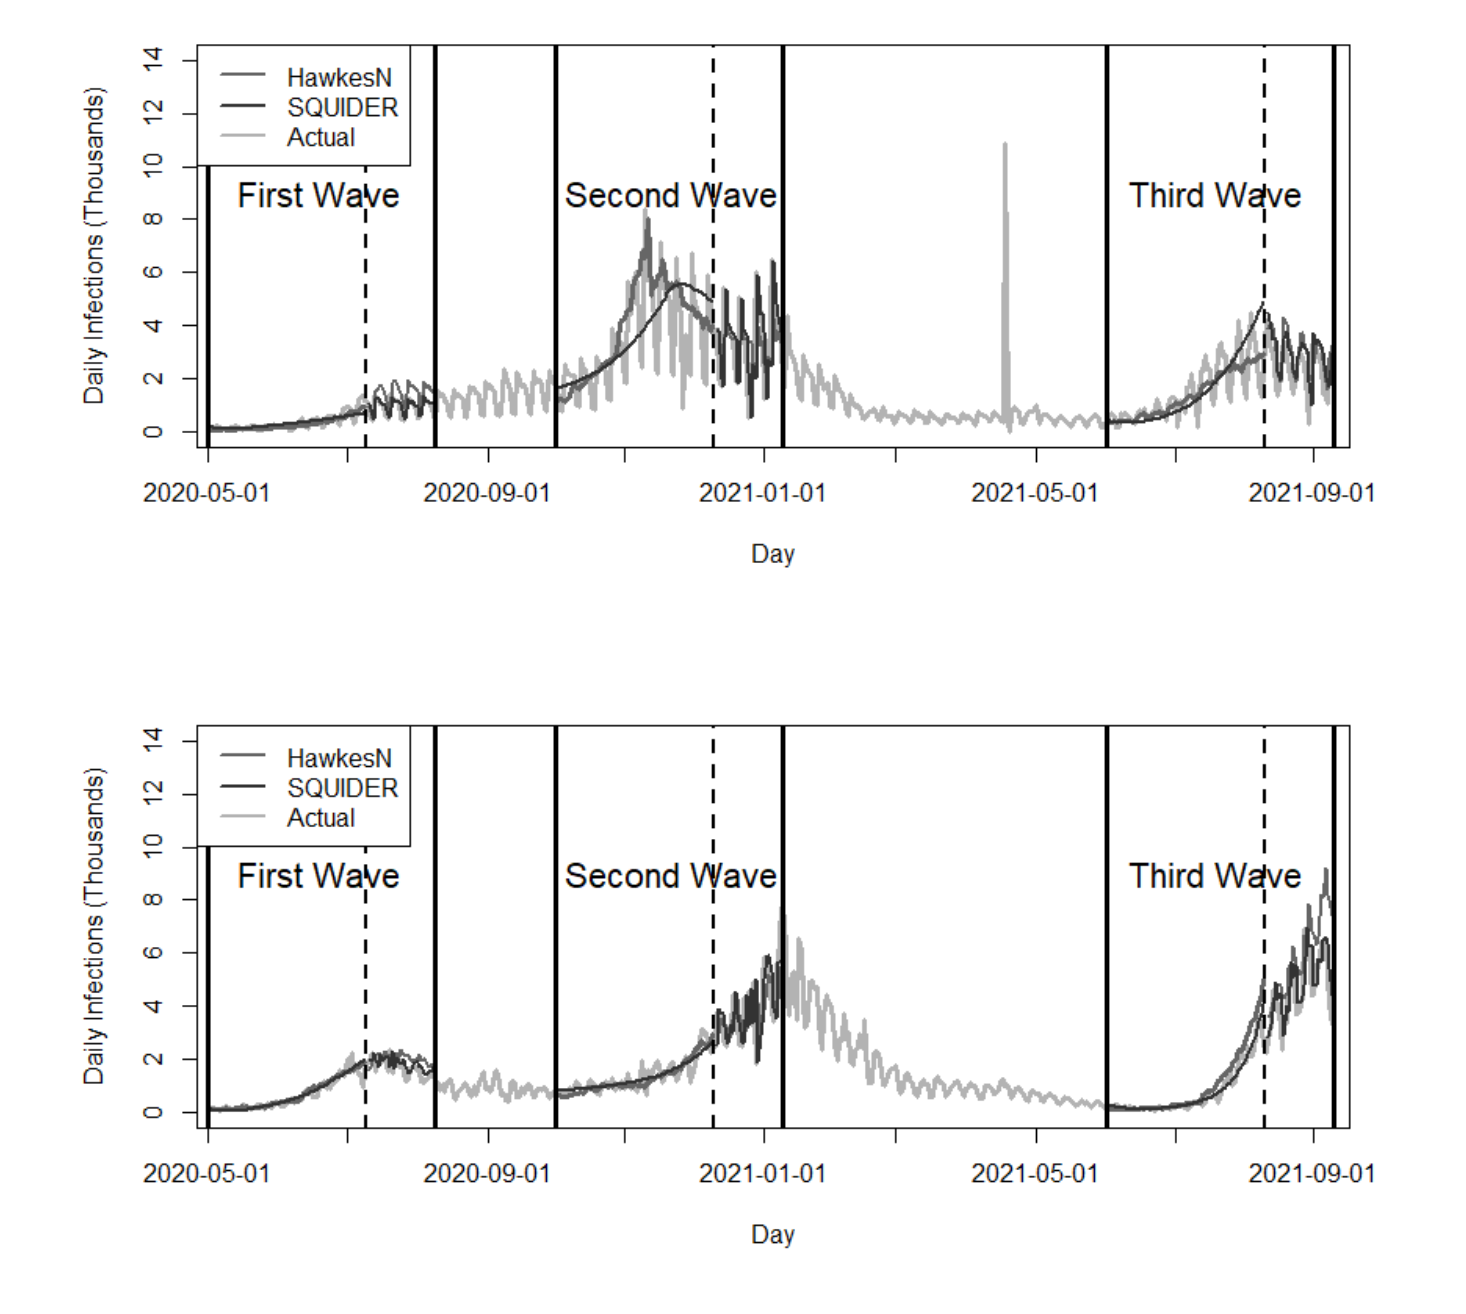 14
12
10
8
6
4
2
0
Daily Infections (Thousands)
HawkesN
SQUIDER
Actual
First Wave
Second Wave
Third Wave
2020-05-01
2020-09-01
2021-01-01
2021-05-01
2021-09-01
Day
14
12
10
8
6
4
2
0
Daily Infections (Thousands)
HawkesN
SQUIDER
Actual
First Wave
Second Wave
Third Wave
2020-05-01
2020-09-01
2021-01-01
2021-05-01
2021-09-01
Day